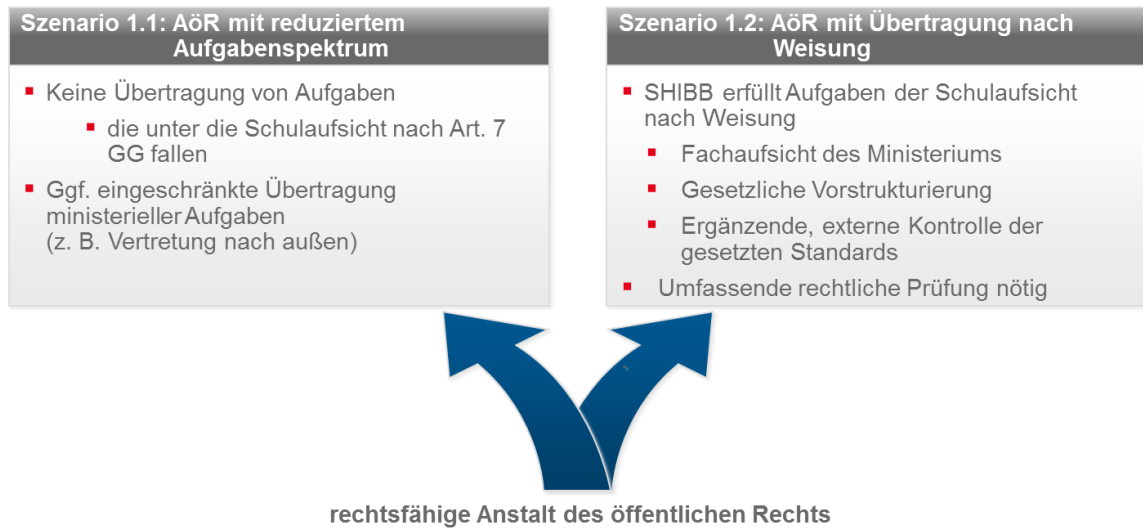 Szenario 1.1: AöR mit reduziertem
Aufgabenspektrum
▪ Keine Übertragung von Aufgaben
▪ die unter die Schulaufsicht nach Art. 7
GG fallen
▪ Ggf. eingeschränkte Übertragung
ministerieller Aufgaben
(z. B. Vertretung nach außen)
Szenario 1.2: AöR mit Übertragung nach
Weisung
▪ SHIBB erfüllt Aufgaben der Schulaufsicht
nach Weisung
▪ Fachaufsicht des Ministeriums
▪ Gesetzliche Vorstrukturierung
▪ Ergänzende, externe Kontrolle der
gesetzten Standards
▪ Umfassende rechtliche Prüfung nötig
rechtsfähige Anstalt des öffentlichen Rechts